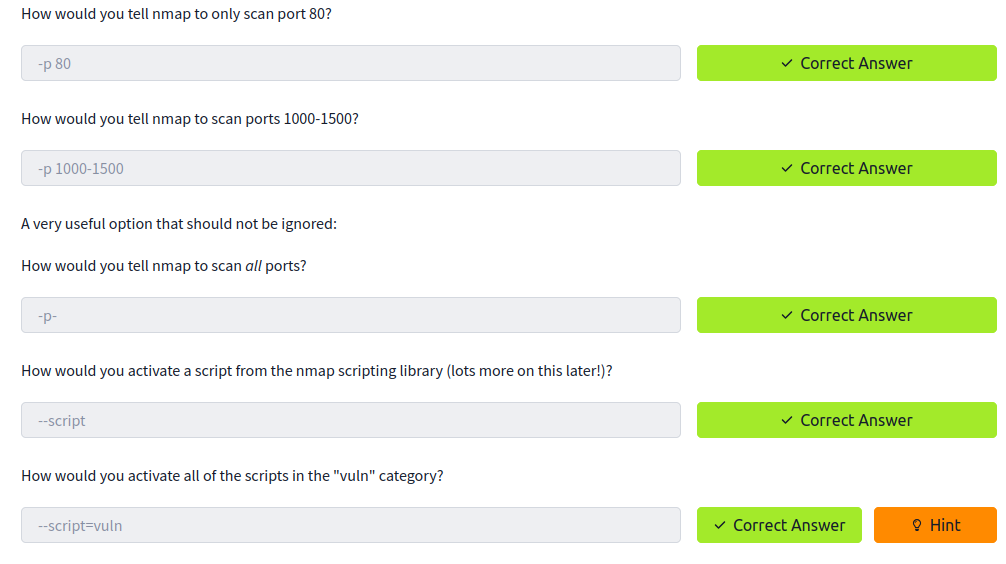 How would you tell nmap to only scan port 80?
-p 80
✓ Correct Answer
How would you tell nmap to scan ports 1000-1500?
-p 1000-1500
✓ Correct Answer
A very useful option that should not be ignored:
How would you tell nmap to scan all ports?
-p-
✓ Correct Answer
How would you activate a script from the nmap scripting library (lots more on this later!)?
--script
✓ Correct Answer
How would you activate all of the scripts in the "vuln" category?
--script=vuln
✓ Correct Answer
Hint